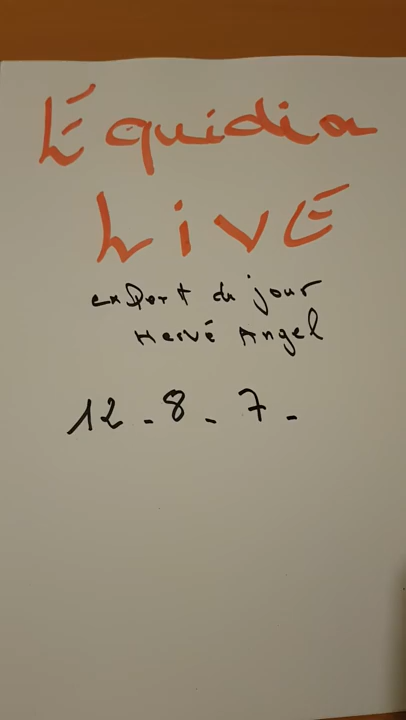 Équidia
LivE
expert du jour
Hervé Angel
12 - 8 - 7 -